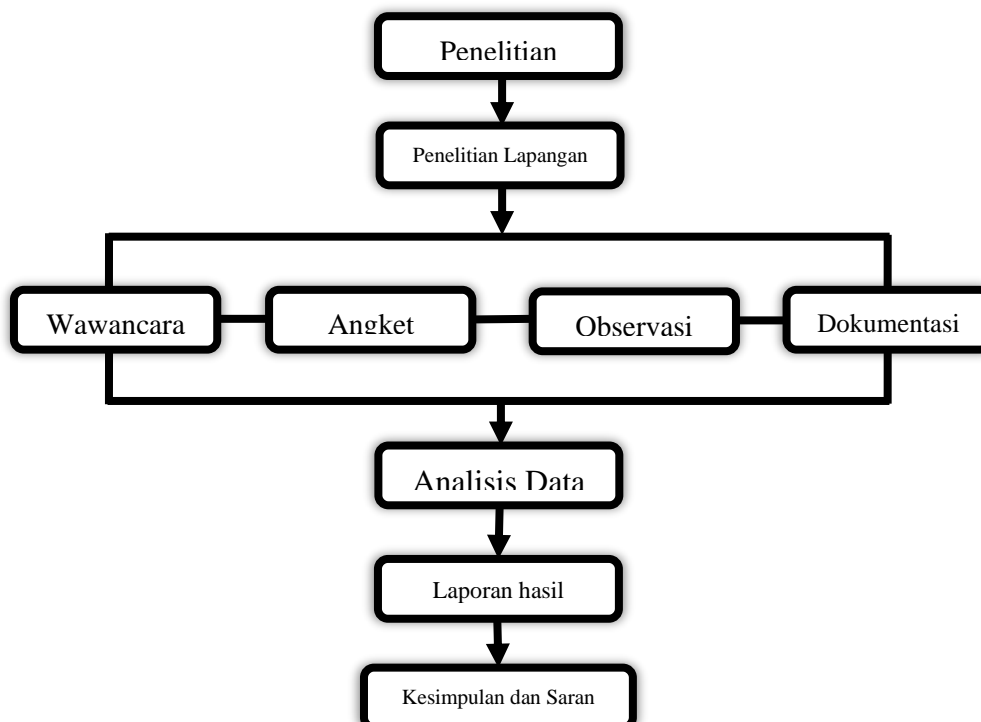 Penelitian
Penelitian Lapangan
Wawancara
Angket
Observasi
Dokumentasi
Analisis Data
Laporan hasil
Kesimpulan dan Saran